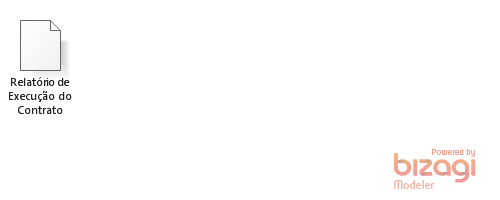 Relatório de
Execução do
Contrato
Powered by
bizagi
Modeler